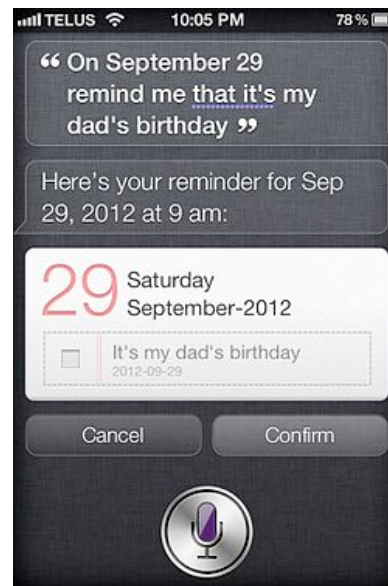 TELUS 10:05 PM 78 %
“ On September 29
remind me that it's my
dad's birthday ”
Here's your reminder for Sep
29, 2012 at 9 am:
29 Saturday
September-2012
It's my dad's birthday
2012-09-29
Cancel Confirm